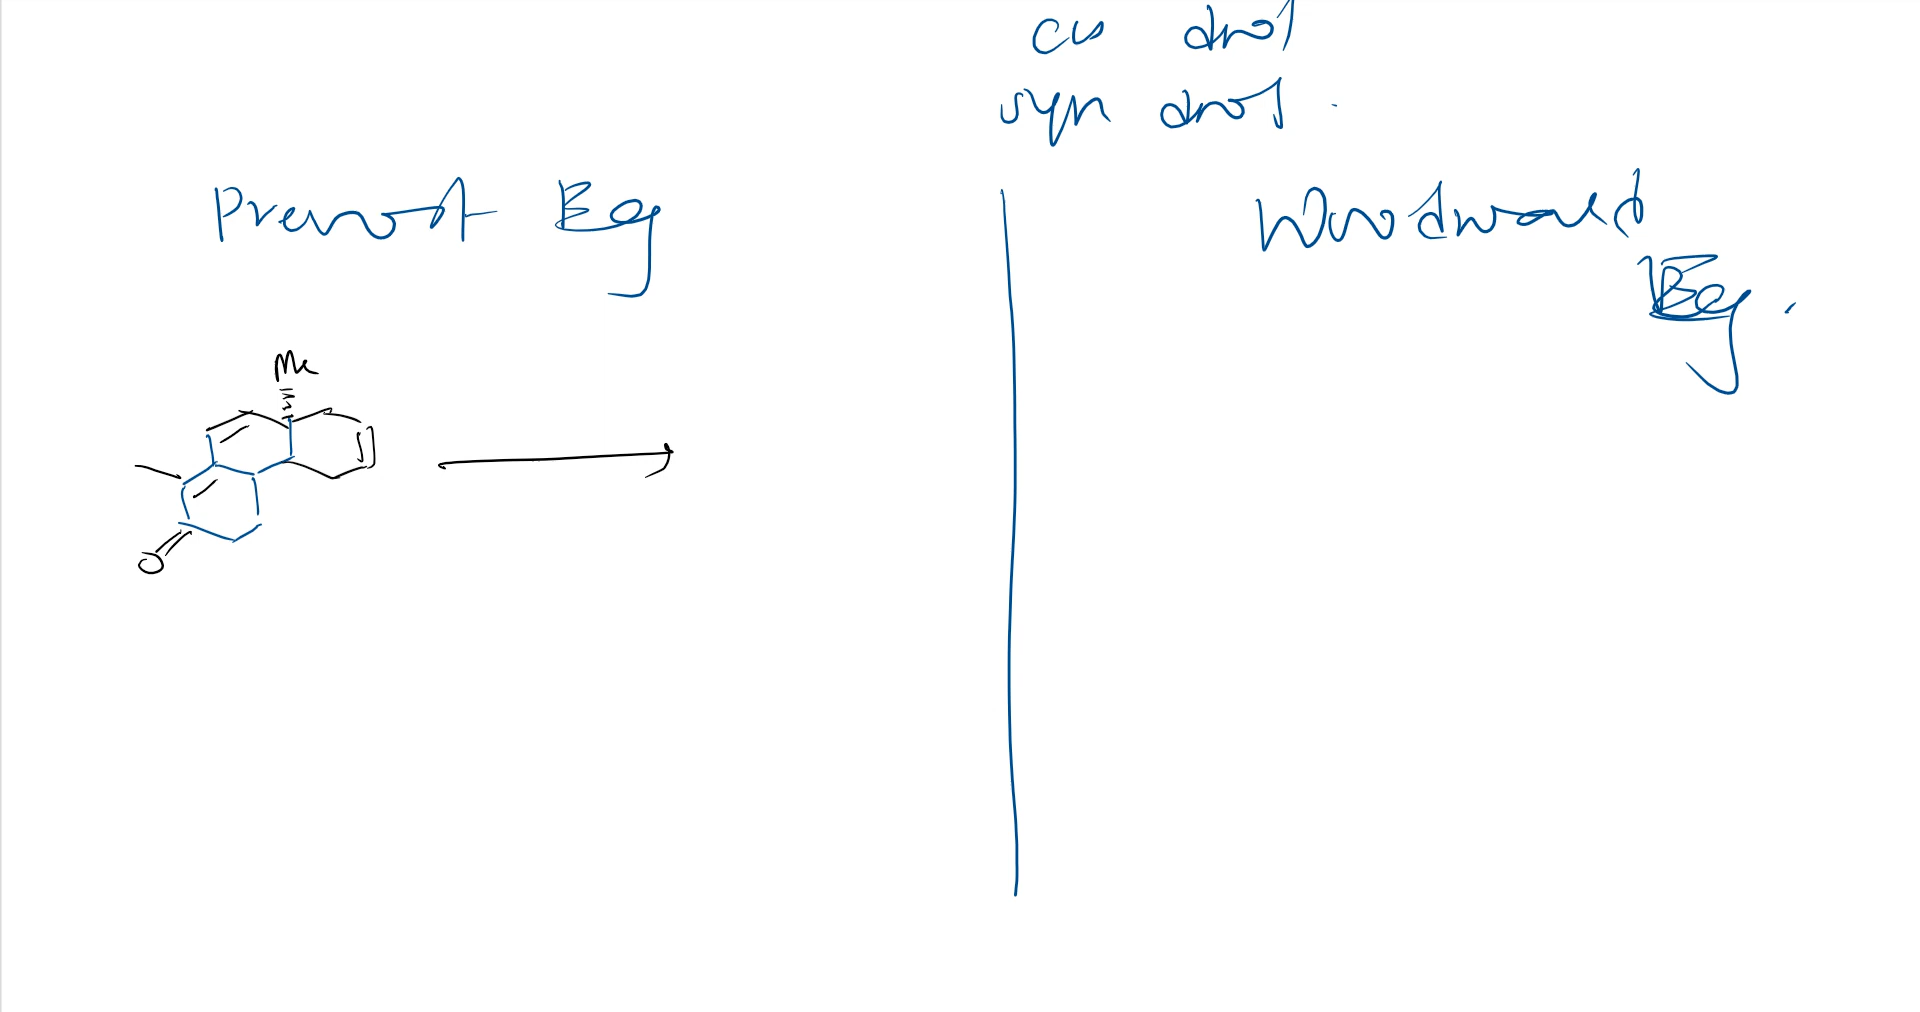 cis diol
syn diol.
Prevost Eg
Woodward
Eg.
Me
O